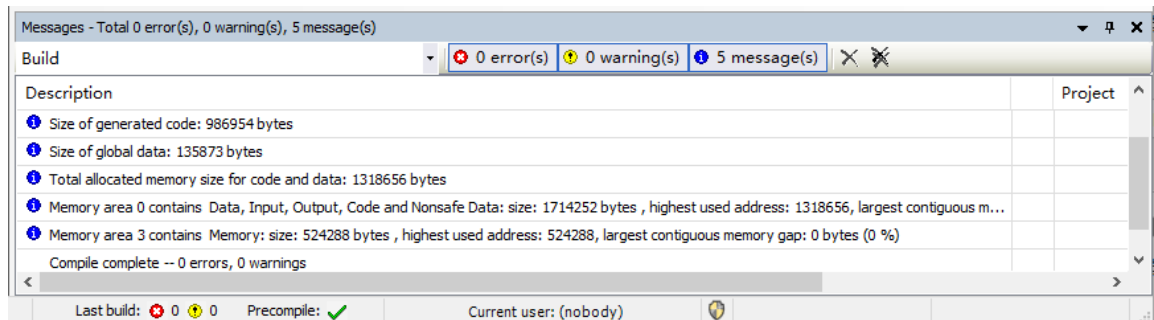 Messages - Total 0 error(s), 0 warning(s), 5 message(s)
Build 0 error(s) 0 warning(s) 5 message(s)
Description Project
Size of generated code: 986954 bytes
Size of global data: 135873 bytes
Total allocated memory size for code and data: 1318656 bytes
Memory area 0 contains  Data, Input, Output, Code and Nonsafe Data: size: 1714252 bytes , highest used address: 1318656, largest contiguous m...
Memory area 3 contains  Memory: size: 524288 bytes , highest used address: 524288, largest contiguous memory gap: 0 bytes (0 %)
Compile complete -- 0 errors, 0 warnings
Last build: 0 0 Precompile: Current user: (nobody)